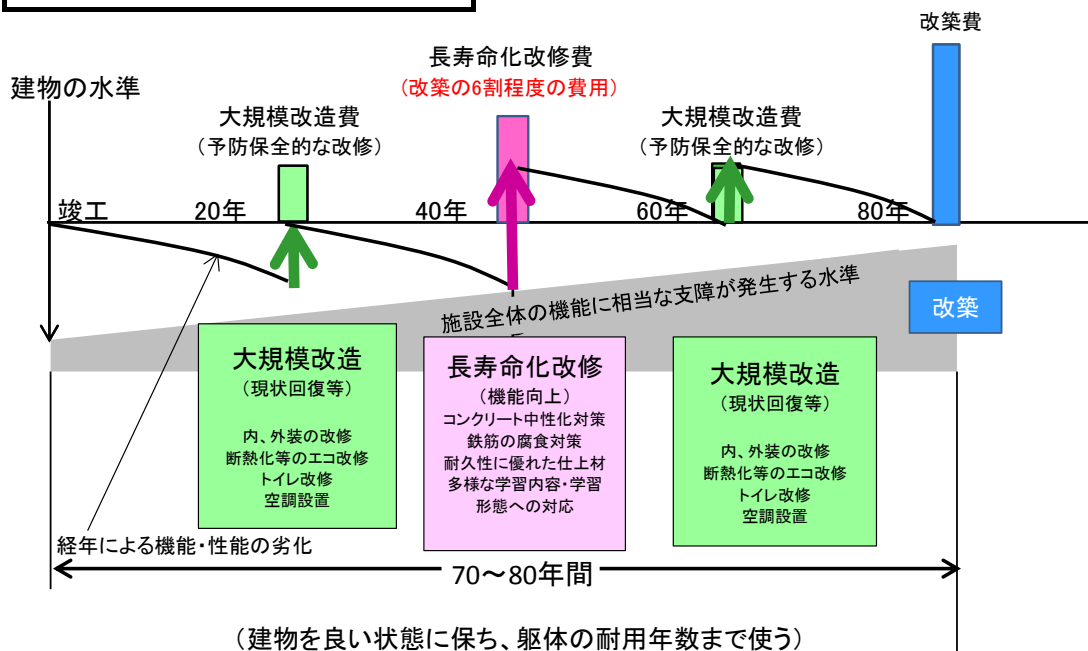 改築費
長寿命化改修費
（改築の6割程度の費用）
建物の水準
大規模改造費
（予防保全的な改修）
大規模改造費
（予防保全的な改修）
竣工
20年
40年
60年
80年
施設全体の機能に相当な支障が発生する水準
改築
大規模改造
（現状回復等）
内、外装の改修
断熱化等のエコ改修
トイレ改修
空調設置
長寿命化改修
（機能向上）
コンクリート中性化対策
鉄筋の腐食対策
耐久性に優れた仕上材
多様な学習内容・学習
形態への対応
大規模改造
（現状回復等）
内、外装の改修
断熱化等のエコ改修
トイレ改修
空調設置
経年による機能・性能の劣化
70～80年間
（建物を良い状態に保ち、躯体の耐用年数まで使う）